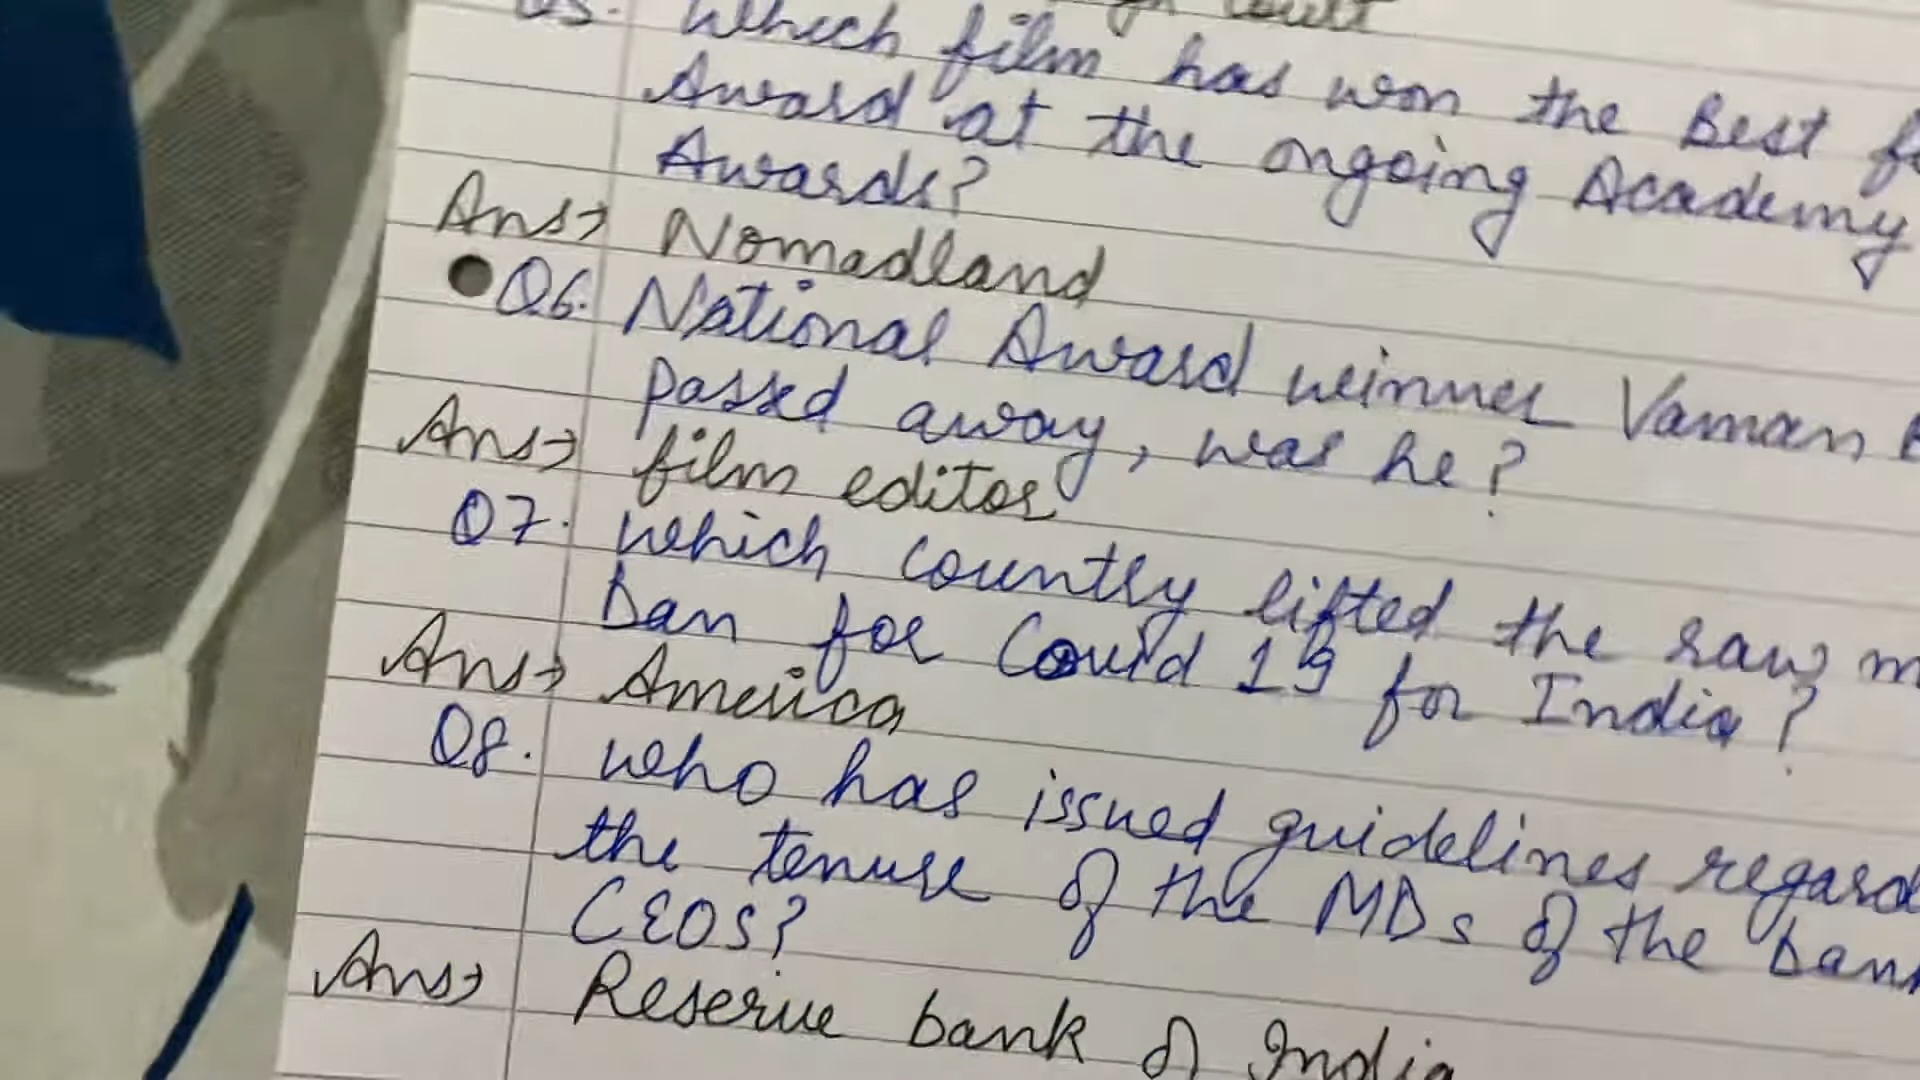 Q5. Which film has won the Best
Award at the ongoing Academy
Awards?
Ans→ Nomadland
Q6. National Award winner Vaman
passed away, was he?
Ans→ film editor
Q7. which country lifted the raw
ban for Covid 19 for India?
Ans→ America
Q8. who has issued guidelines regard
the tenure of the MDs of the ban
CEOS?
Ans→ Reserve bank of India